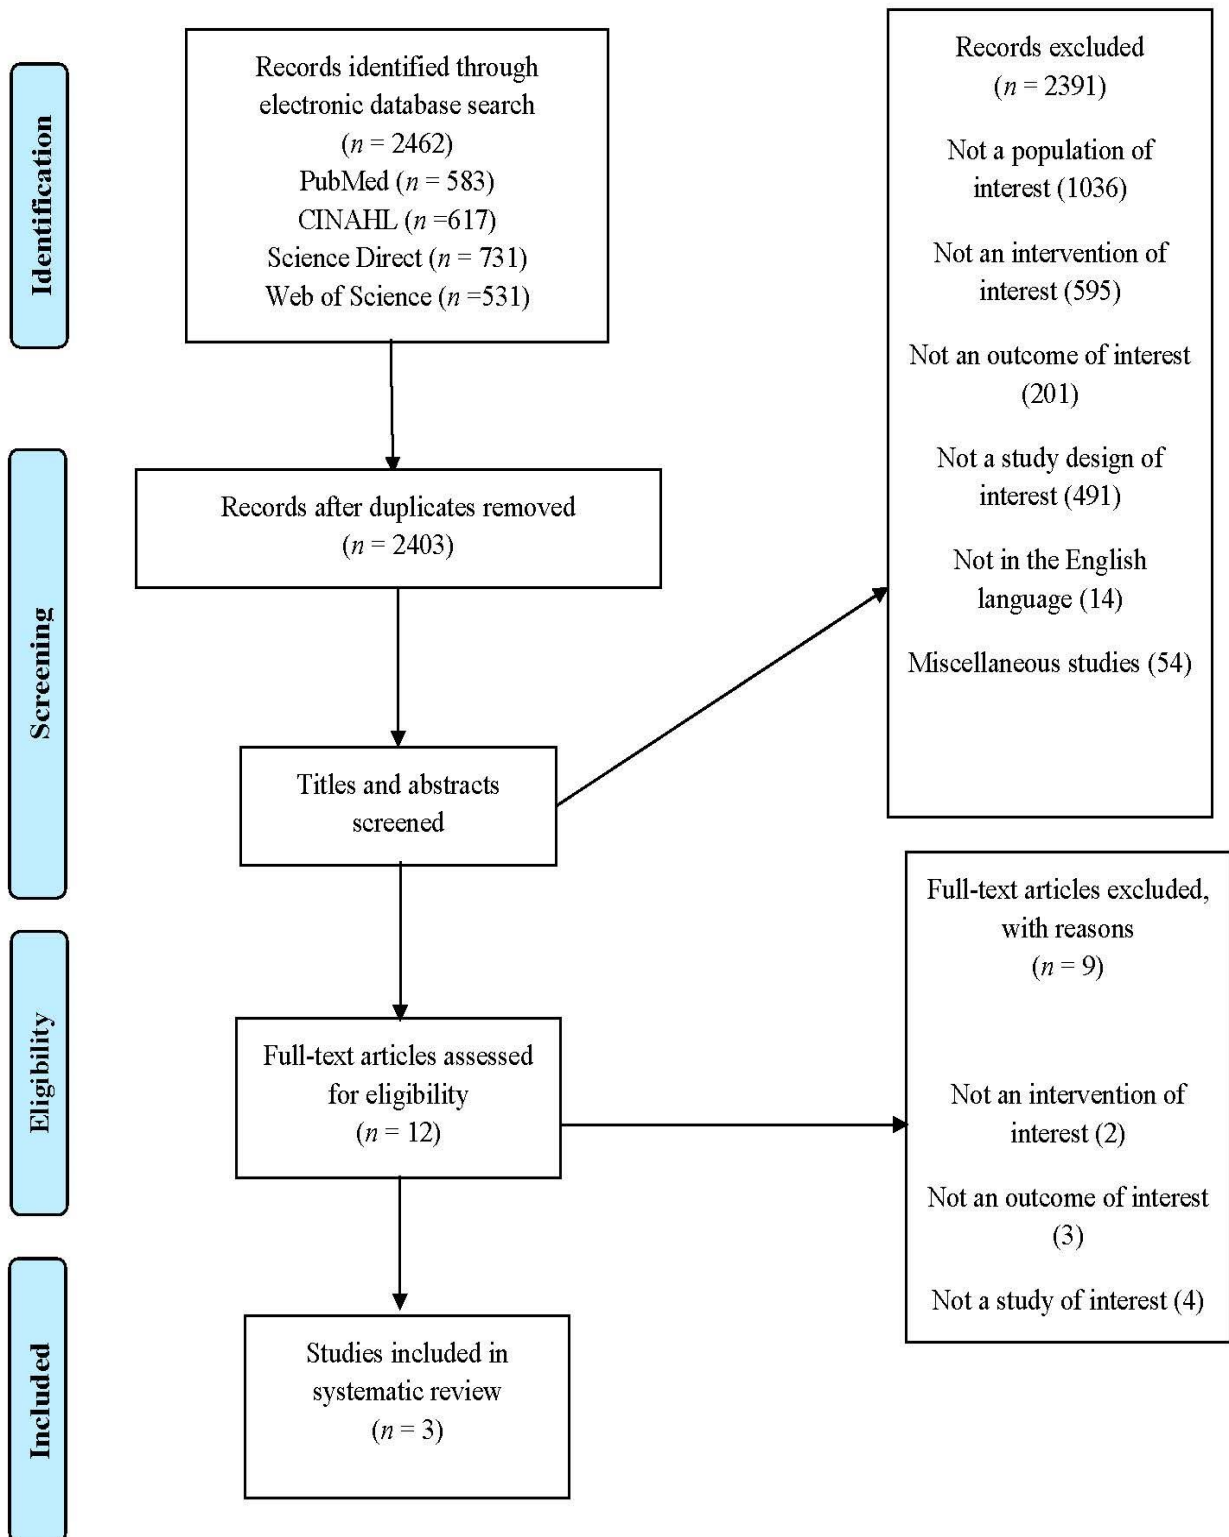 Identification
Records identified through
electronic database search
(n = 2462)
PubMed (n = 583)
CINAHL (n =617)
Science Direct (n = 731)
Web of Science (n =531)
Records excluded
(n = 2391)
Not a population of
interest (1036)
Not an intervention of
interest (595)
Not an outcome of interest
(201)
Not a study design of
interest (491)
Not in the English
language (14)
Miscellaneous studies (54)
Screening
Records after duplicates removed
(n = 2403)
Titles and abstracts
screened
Eligibility
Full-text articles assessed
for eligibility
(n = 12)
Full-text articles excluded,
with reasons
(n = 9)
Not an intervention of
interest (2)
Not an outcome of interest
(3)
Not a study of interest (4)
Included
Studies included in
systematic review
(n = 3)